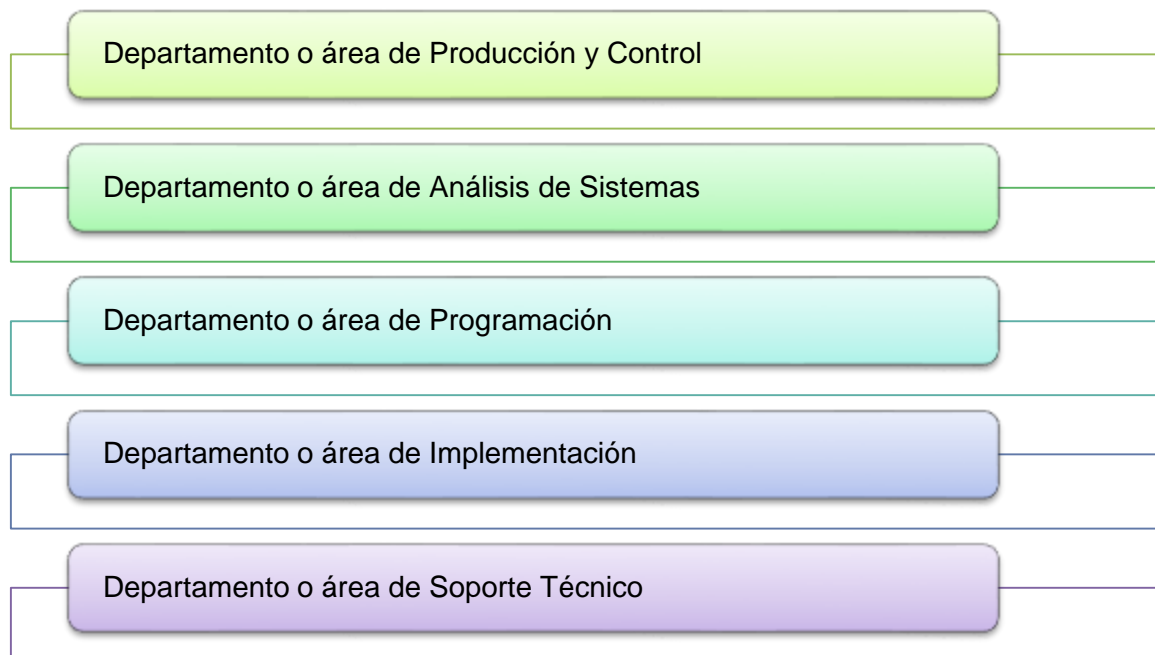 Departamento o área de Producción y Control
Departamento o área de Análisis de Sistemas
Departamento o área de Programación
Departamento o área de Implementación
Departamento o área de Soporte Técnico